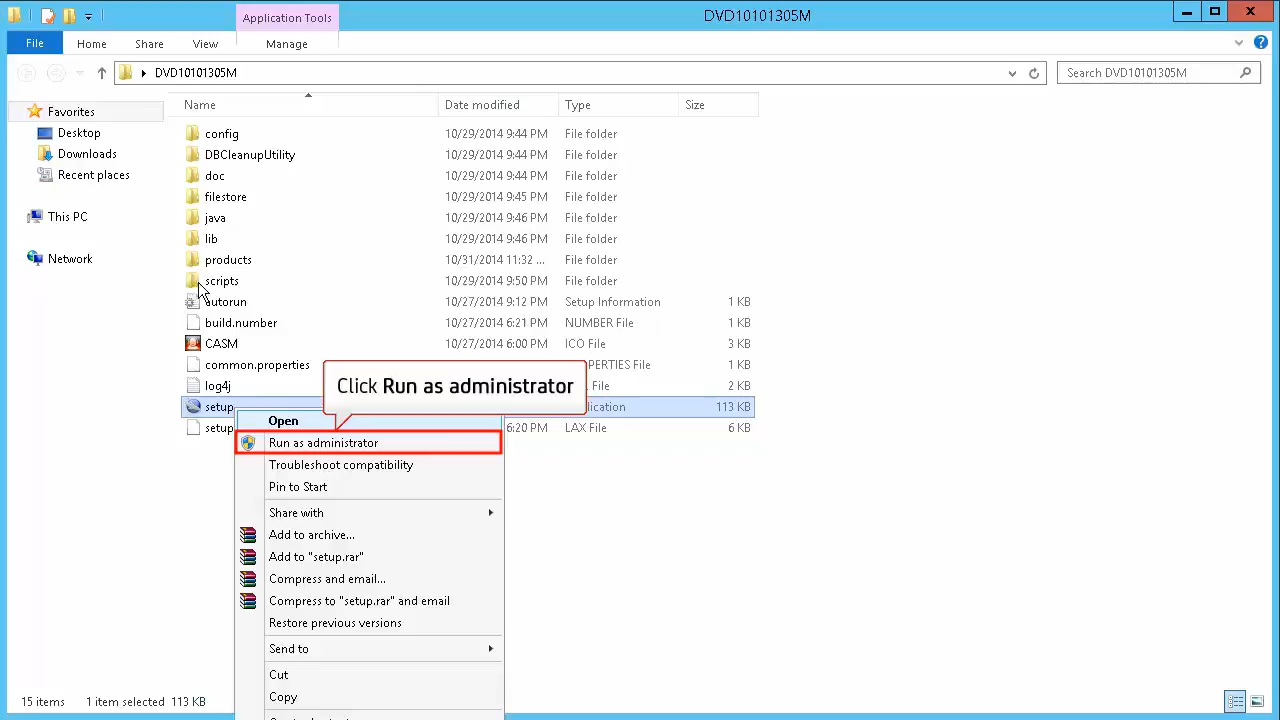 Application Tools
DVD10101305M
File Home Share View Manage
DVD10101305M
Search DVD10101305M
Name Date modified Type Size
Favorites
Desktop
Downloads
Recent places
This PC
Network
config 10/29/2014 9:44 PM File folder
DBCleanupUtility 10/29/2014 9:44 PM File folder
doc 10/29/2014 9:44 PM File folder
filestore 10/29/2014 9:45 PM File folder
java 10/29/2014 9:46 PM File folder
lib 10/29/2014 9:46 PM File folder
products 10/31/2014 11:32 ... File folder
scripts 10/29/2014 9:50 PM File folder
autorun 10/27/2014 9:12 PM Setup Information 1 KB
build.number 10/27/2014 6:21 PM NUMBER File 1 KB
CASM 10/27/2014 6:00 PM ICO File 3 KB
common.properties PERTIES File 1 KB
log4j File 2 KB
setup lication 113 KB
setup 6:20 PM LAX File 6 KB
Click Run as administrator
Open
Run as administrator
Troubleshoot compatibility
Pin to Start
Share with
Add to archive...
Add to "setup.rar"
Compress and email...
Compress to "setup.rar" and email
Restore previous versions
Send to
Cut
Copy
15 items 1 item selected 113 KB